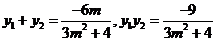 y₁ + y₂ = −6m / (3m² + 4), y₁y₂ = −9 / (3m² + 4)